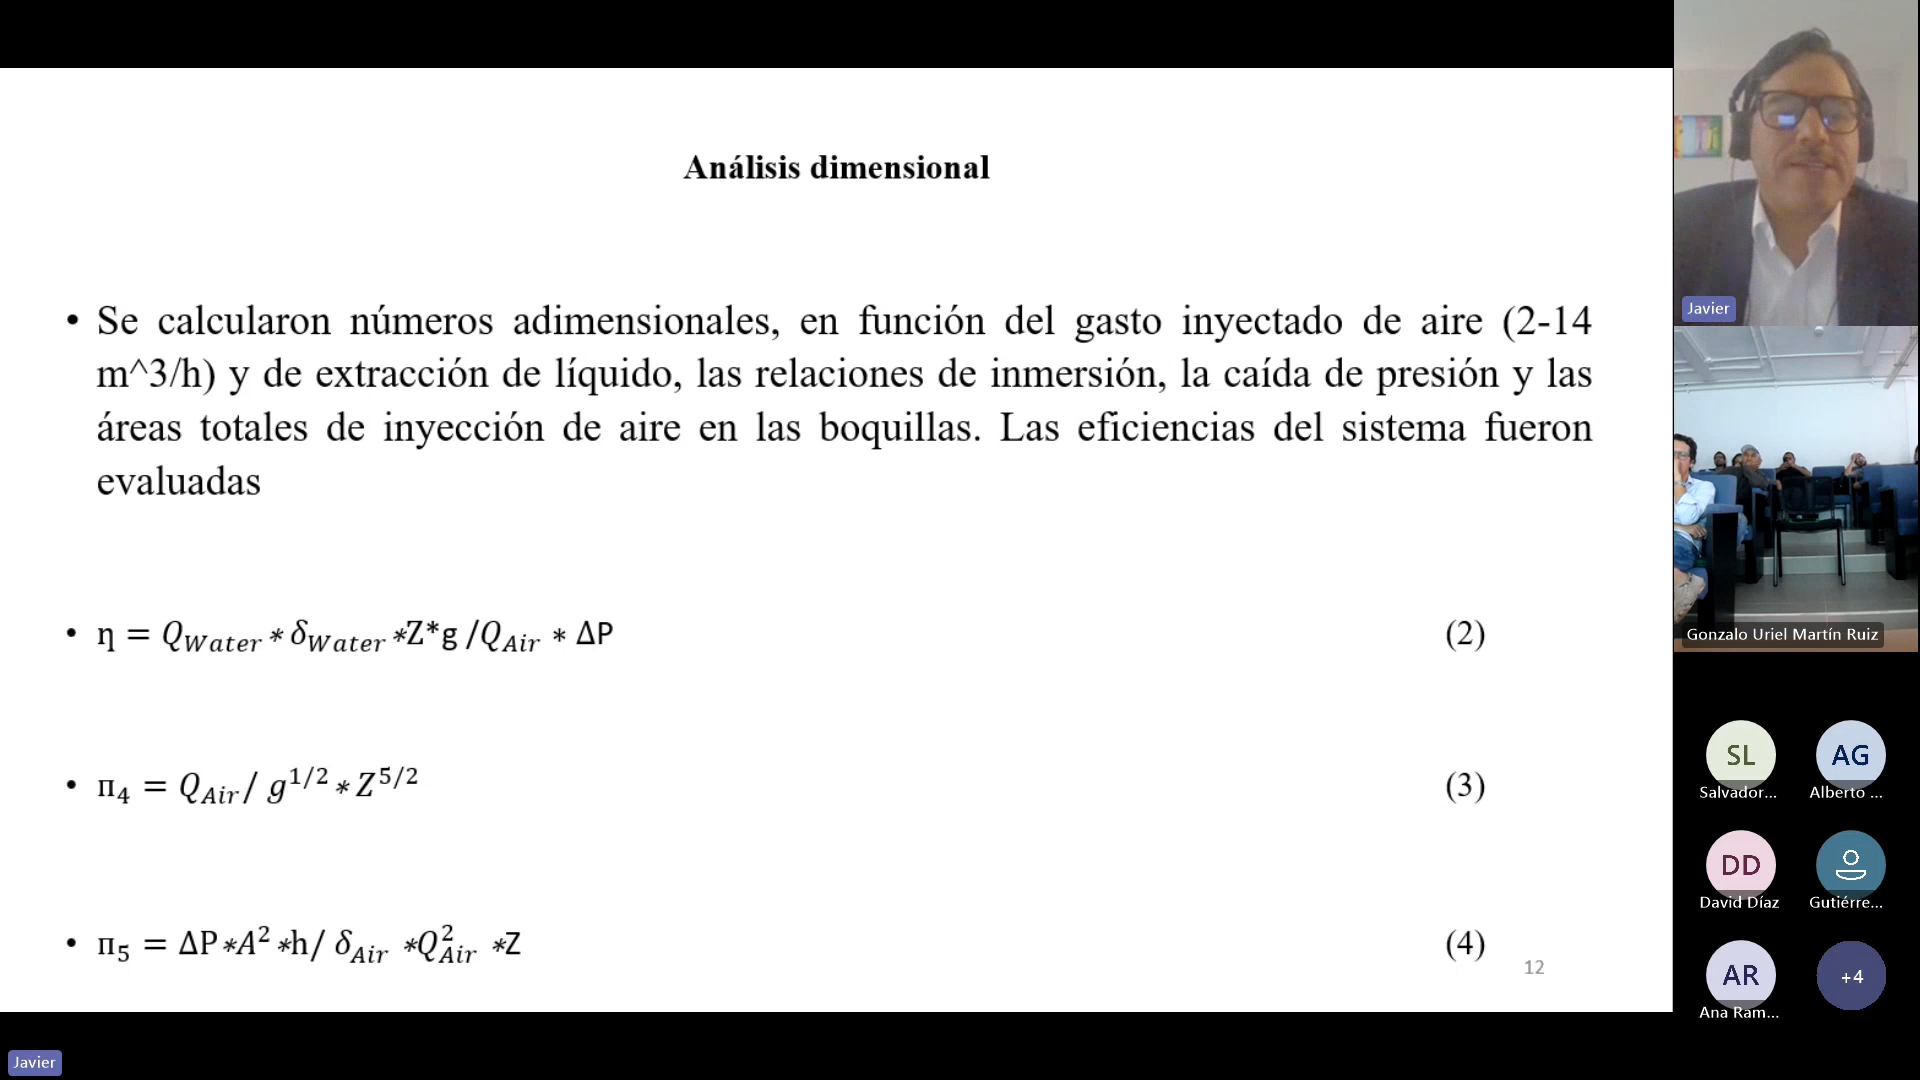 Análisis dimensional
• Se calcularon números adimensionales, en función del gasto inyectado de aire (2-14
m^3/h) y de extracción de líquido, las relaciones de inmersión, la caída de presión y las
áreas totales de inyección de aire en las boquillas. Las eficiencias del sistema fueron
evaluadas
• η = Q_Water * δ_Water *Z*g /Q_Air * ΔP (2)
• π₄ = Q_Air / g^1/2 * Z^5/2 (3)
• π₅ = ΔP *A² *h/ δ_Air *Q²_Air *Z (4)
12
Javier
Gonzalo Uriel Martín Ruiz
SL
AG
Salvador...
Alberto ...
DD
David Díaz
Gutiérre...
AR
+4
Ana Ram...
Javier